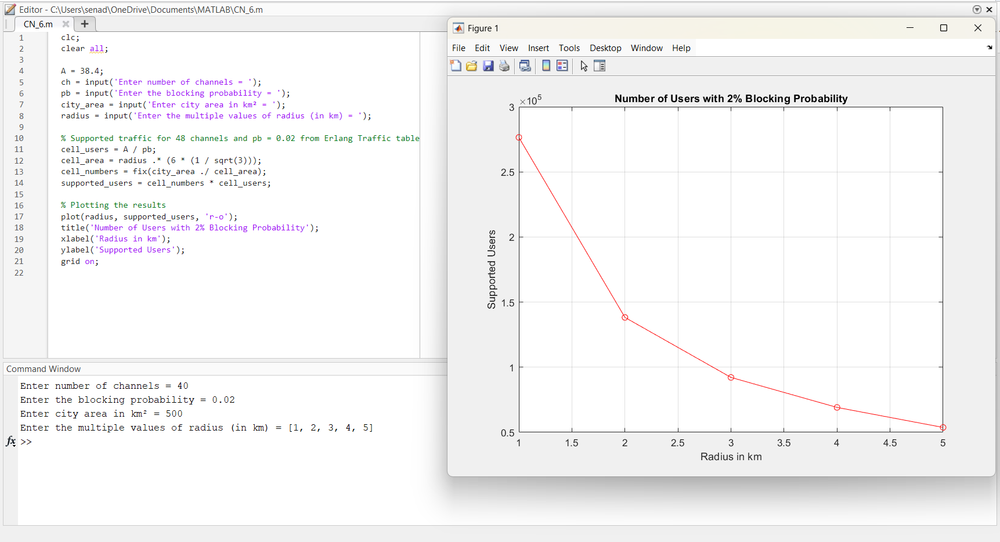 Editor - C:\Users\senad\OneDrive\Documents\MATLAB\CN_6.m
CN_6.m
1 clc;
2 clear all;
3
4 A = 38.4;
5 ch = input('Enter number of channels = ');
6 pb = input('Enter the blocking probability = ');
7 city_area = input('Enter city area in km² = ');
8 radius = input('Enter the multiple values of radius (in km) = ');
9
10 % Supported traffic for 48 channels and pb = 0.02 from Erlang Traffic table
11 cell_users = A / pb;
12 cell_area = radius .* (6 * (1 / sqrt(3)));
13 cell_numbers = fix(city_area ./ cell_area);
14 supported_users = cell_numbers * cell_users;
15
16 % Plotting the results
17 plot(radius, supported_users, 'r-o');
18 title('Number of Users with 2% Blocking Probability');
19 xlabel('Radius in km');
20 ylabel('Supported Users');
21 grid on;
22
Command Window
Enter number of channels = 40
Enter the blocking probability = 0.02
Enter city area in km² = 500
Enter the multiple values of radius (in km) = [1, 2, 3, 4, 5]
fx >>
Figure 1
File Edit View Insert Tools Desktop Window Help
Number of Users with 2% Blocking Probability
×10⁵
3
2.5
2
1.5
1
0.5
Supported Users
1 1.5 2 2.5 3 3.5 4 4.5 5
Radius in km